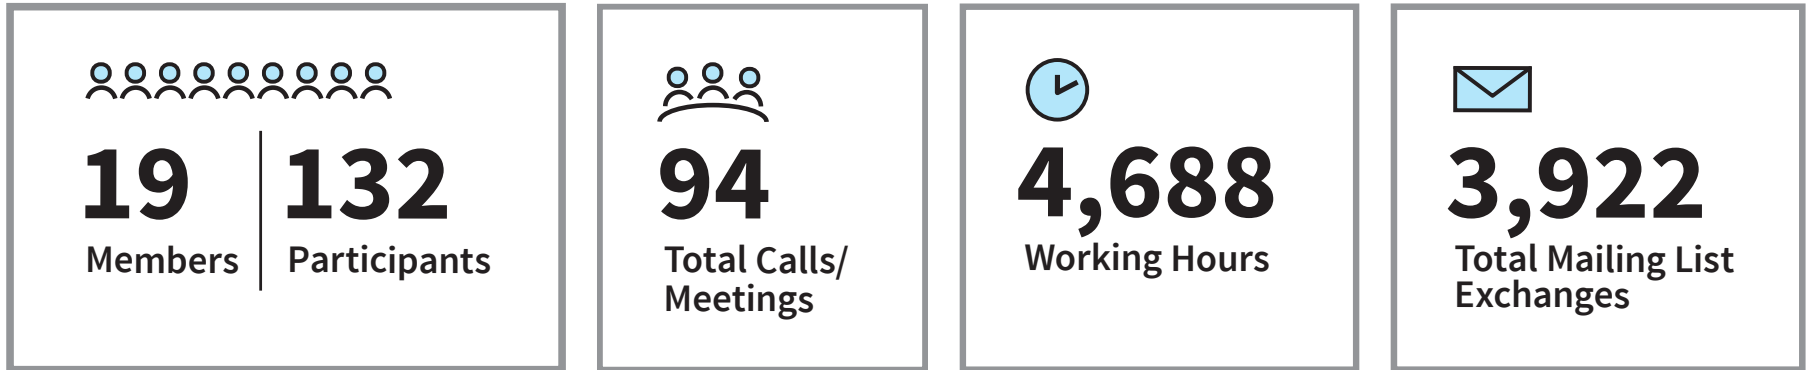 19
Members
132
Participants
94
Total Calls/
Meetings
4,688
Working Hours
3,922
Total Mailing List
Exchanges